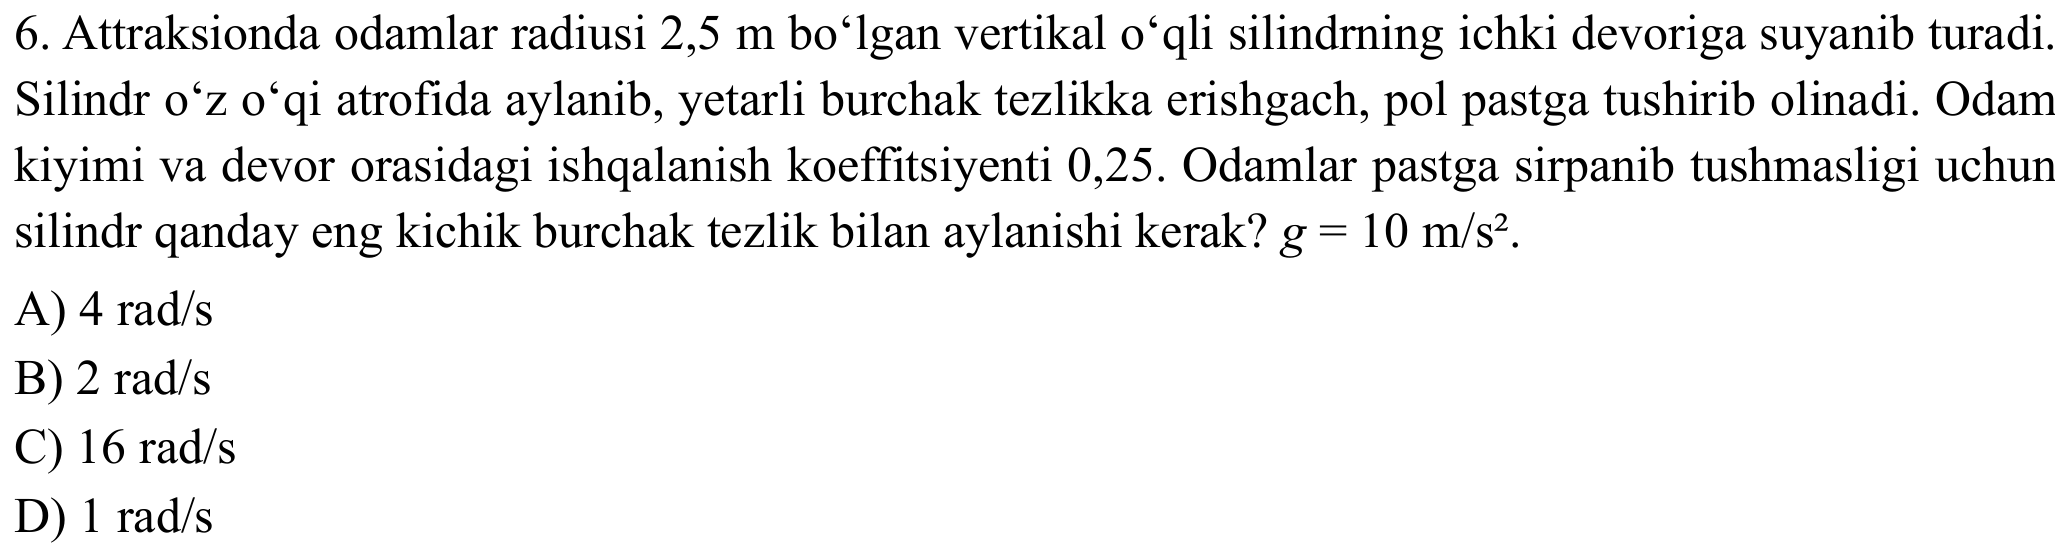 6. Attraksionda odamlar radiusi 2,5 m bo‘lgan vertikal o‘qli silindrning ichki devoriga suyanib turadi.
Silindr o‘z o‘qi atrofida aylanib, yetarli burchak tezlikka erishgach, pol pastga tushirib olinadi. Odam
kiyimi va devor orasidagi ishqalanish koeffitsiyenti 0,25. Odamlar pastga sirpanib tushmasligi uchun
silindr qanday eng kichik burchak tezlik bilan aylanishi kerak? g = 10 m/s².
A) 4 rad/s
B) 2 rad/s
C) 16 rad/s
D) 1 rad/s